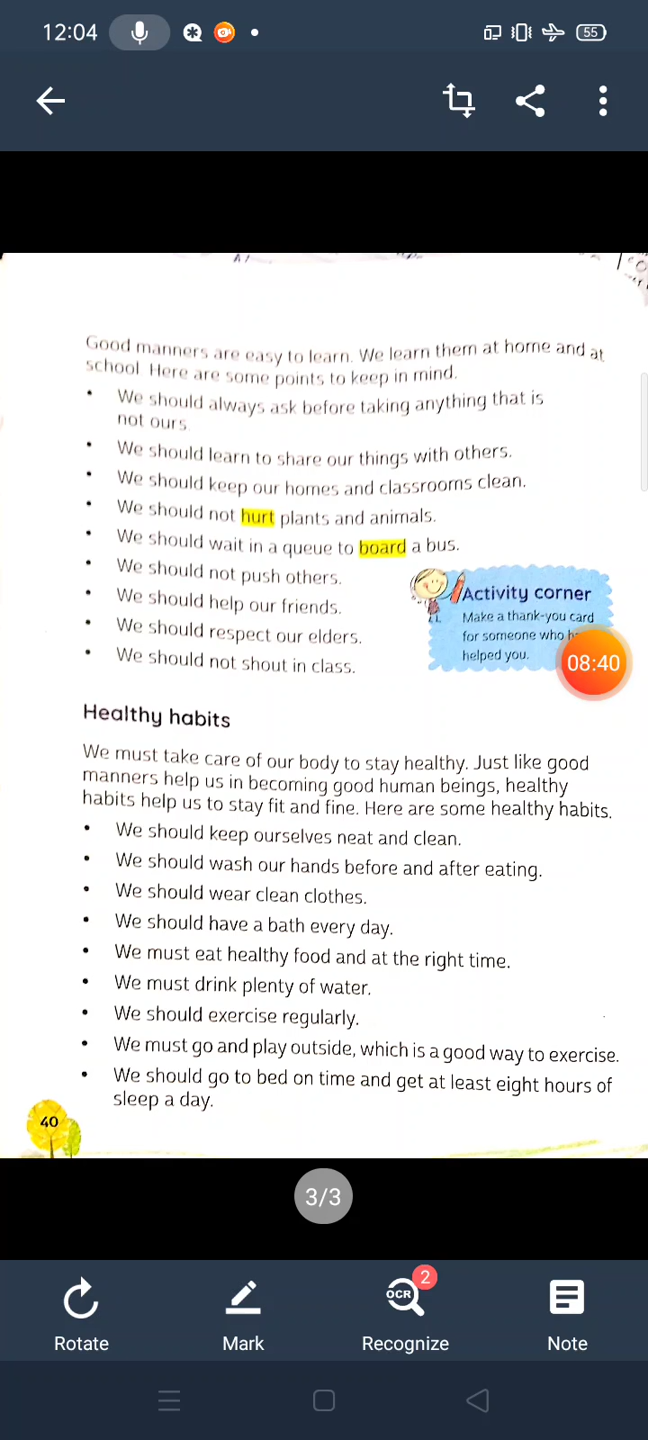 12:04
55
Good manners are easy to learn. We learn them at home and at
school. Here are some points to keep in mind.
• We should always ask before taking anything that is
not ours.
• We should learn to share our things with others.
• We should keep our homes and classrooms clean.
• We should not hurt plants and animals.
• We should wait in a queue to board a bus.
• We should not push others.
• We should help our friends.
• We should respect our elders.
• We should not shout in class.
Activity corner
Make a thank-you card
for someone who
helped you.
08:40
Healthy habits
We must take care of our body to stay healthy. Just like good
manners help us in becoming good human beings, healthy
habits help us to stay fit and fine. Here are some healthy habits.
• We should keep ourselves neat and clean.
• We should wash our hands before and after eating.
• We should wear clean clothes.
• We should have a bath every day.
• We must eat healthy food and at the right time.
• We must drink plenty of water.
• We should exercise regularly.
• We must go and play outside, which is a good way to exercise.
• We should go to bed on time and get at least eight hours of
sleep a day.
40
3/3
OCR
2
Rotate
Mark
Recognize
Note